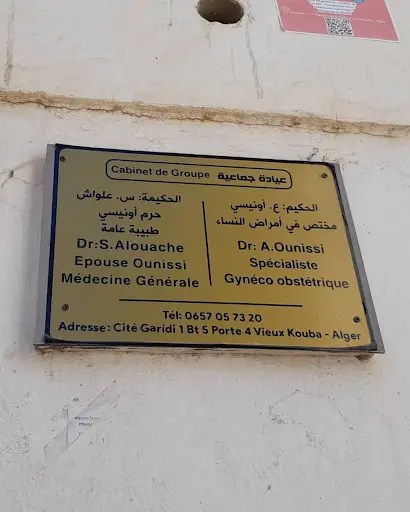 Cabinet de Groupe عيادة جماعية
الحكيمة: س. علواش
حرم أونيسي
طبيبة عامة
Dr:S.Alouache
Epouse Ounissi
Médecine Générale
الحكيم: ع. أونيسي
مختص في أمراض النساء
Dr: A.Ounissi
Spécialiste
Gynéco obstétrique
Tél: 0657 05 73 20
Adresse: Cité Garidi 1 Bt 5 Porte 4 Vieux Kouba - Alger